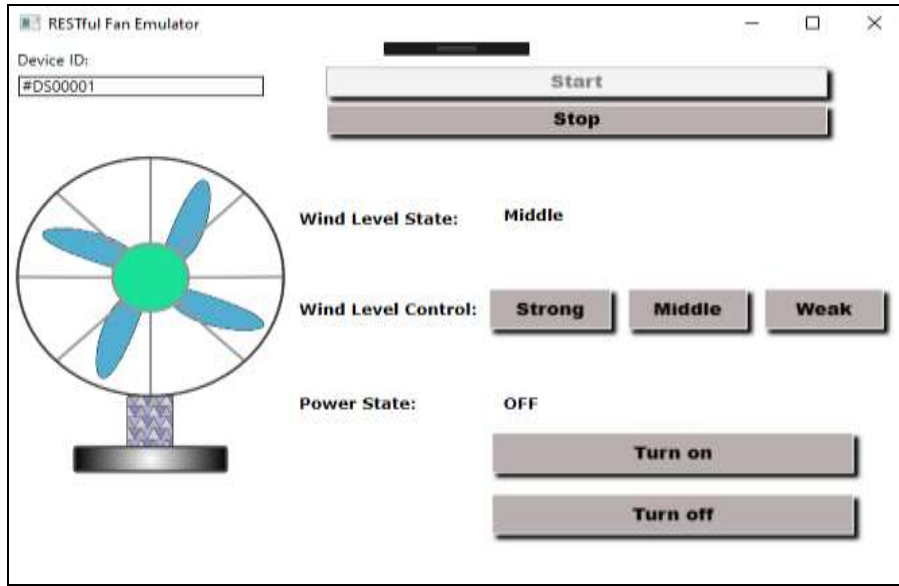 RESTful Fan Emulator
Device ID:
#DS00001
Start
Stop
Wind Level State: Middle
Wind Level Control: Strong Middle Weak
Power State: OFF
Turn on
Turn off